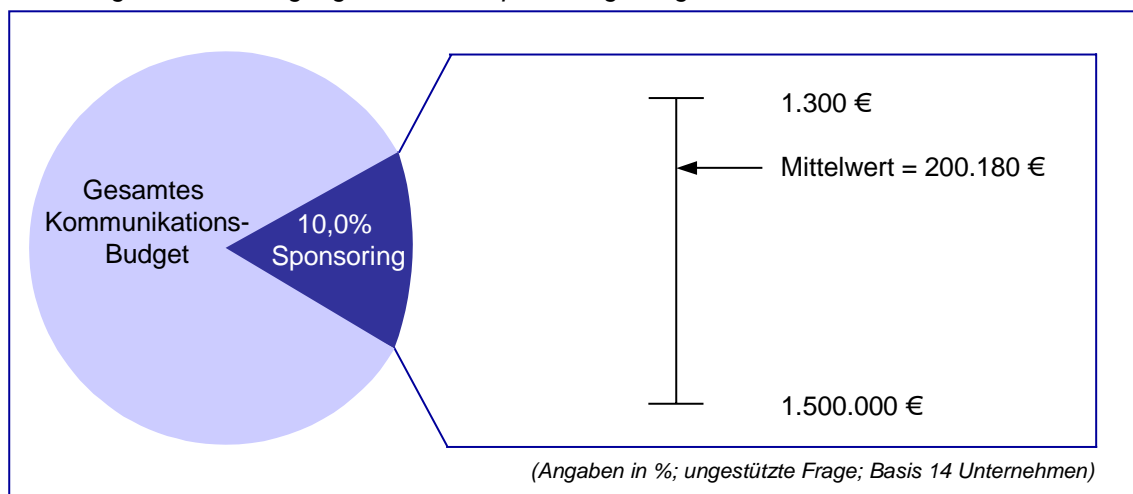 Gesamtes
Kommunikations-
Budget
10,0%
Sponsoring
1.300 €
Mittelwert = 200.180 €
1.500.000 €
(Angaben in %; ungestützte Frage; Basis 14 Unternehmen)